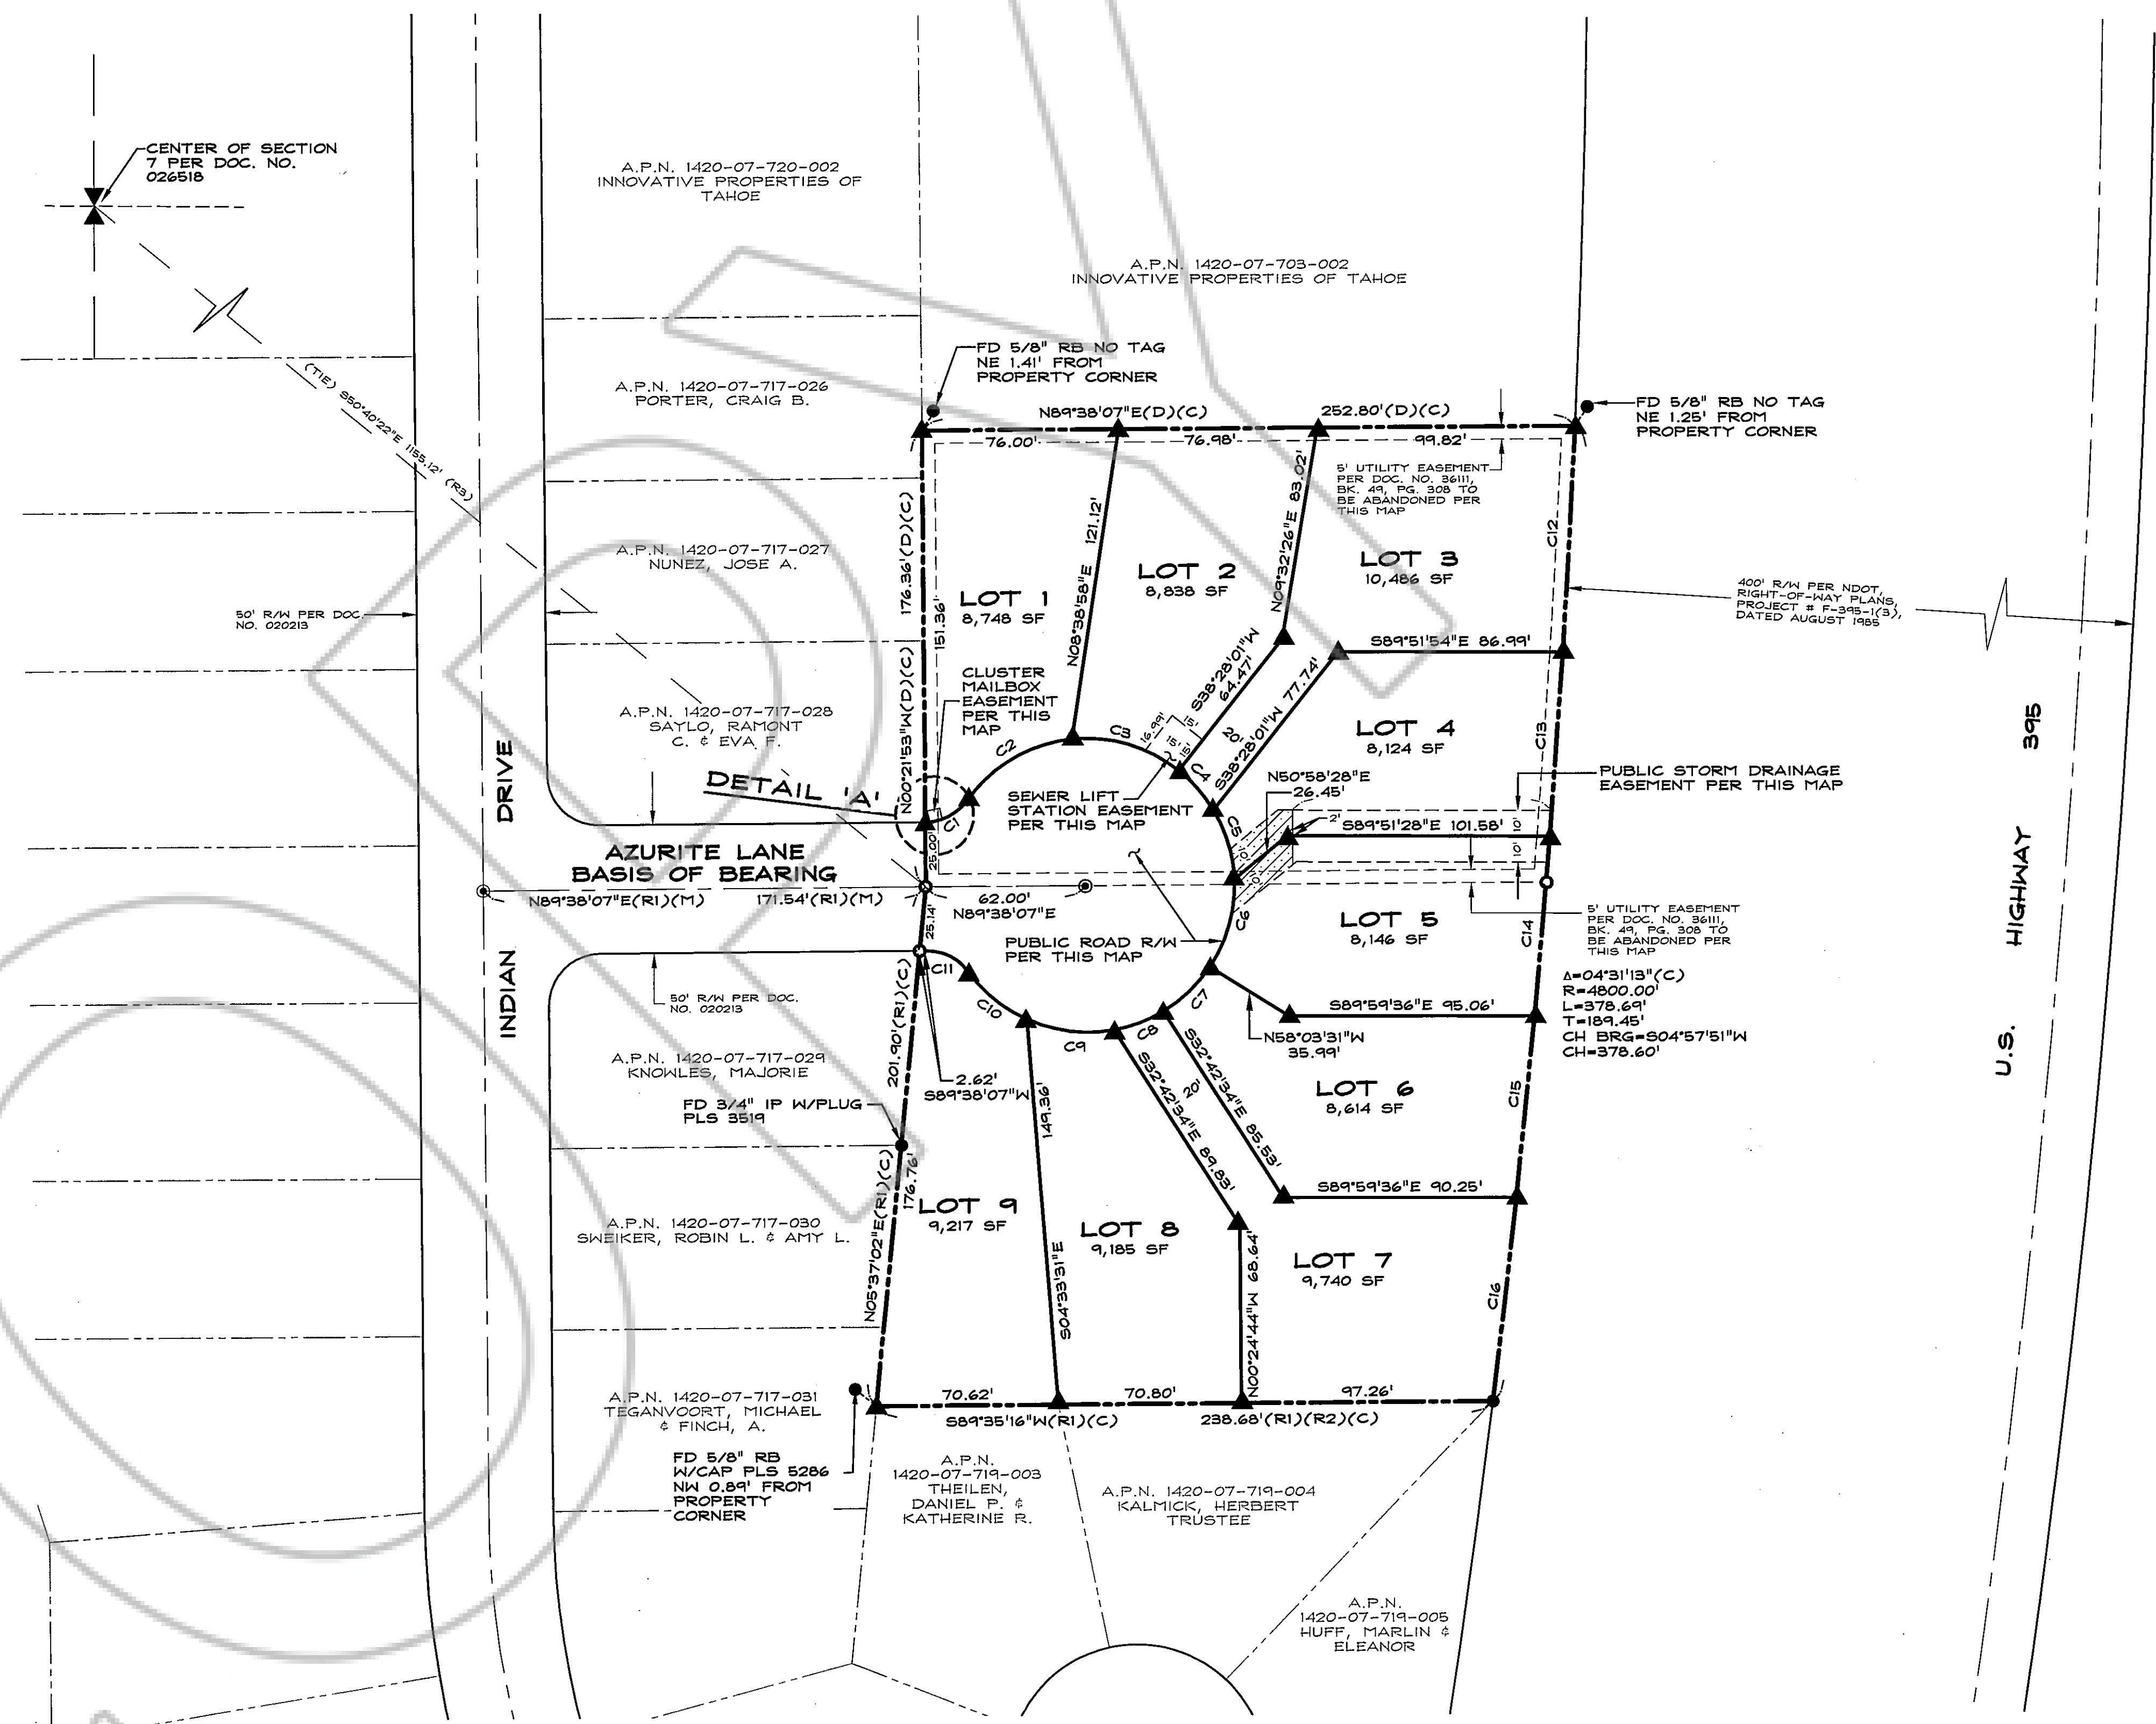 CENTER OF SECTION
7 PER DOC. NO.
026518
A.P.N. 1420-07-720-002
INNOVATIVE PROPERTIES OF
TAHOE
A.P.N. 1420-07-703-002
INNOVATIVE PROPERTIES OF TAHOE
(TIE) S50°40'22"E 1155.12' (R3)
A.P.N. 1420-07-717-026
PORTER, CRAIG B.
FD 5/8" RB NO TAG
NE 1.41' FROM
PROPERTY CORNER
N89°38'07"E(D)(C)
252.80'(D)(C)
76.00'
76.98'
99.82'
FD 5/8" RB NO TAG
NE 1.25' FROM
PROPERTY CORNER
5' UTILITY EASEMENT
PER DOC. NO. 36111,
BK. 49, PG. 308 TO
BE ABANDONED PER
THIS MAP
A.P.N. 1420-07-717-027
NUNEZ, JOSE A.
50' R/W PER DOC.
NO. 020213
176.36'(D)(C)
N00°21'53"W(D)(C)
151.36'
LOT 1
8,748 SF
N08°38'58"E 121.12'
LOT 2
8,838 SF
N09°32'26"E 83.02'
LOT 3
10,486 SF
C12
400' R/W PER NDOT,
RIGHT-OF-WAY PLANS,
PROJECT # F-395-1(3),
DATED AUGUST 1985
CLUSTER
MAILBOX
EASEMENT
PER THIS
MAP
A.P.N. 1420-07-717-028
SAYLO, RAMONT
C. & EVA F.
S38°28'01"W
64.47'
S38°28'01"W 77.74'
20'
S89°51'54"E 86.99'
LOT 4
8,124 SF
C13
C2
C3
16.99'
15'
15'
15'
C4
DETAIL 'A'
C1
SEWER LIFT
STATION EASEMENT
PER THIS MAP
N50°58'28"E
26.45'
C5
2'
S89°51'28"E 101.58'
10'
10'
10'
10'
PUBLIC STORM DRAINAGE
EASEMENT PER THIS MAP
INDIAN DRIVE
AZURITE LANE
BASIS OF BEARING
N89°38'07"E(R1)(M)
171.54'(R1)(M)
25.00'
62.00'
N89°38'07"E
25.14'
PUBLIC ROAD R/W
PER THIS MAP
C6
LOT 5
8,146 SF
C14
5' UTILITY EASEMENT
PER DOC. NO. 36111,
BK. 49, PG. 308 TO
BE ABANDONED PER
THIS MAP
Δ=04°31'13"(C)
R=4800.00'
L=378.69'
T=189.45'
CH BRG=S04°57'51"W
CH=378.60'
U.S. HIGHWAY 395
50' R/W PER DOC.
NO. 020213
C11
C10
C9
C8
C7
N58°03'31"W
35.99'
S89°59'36"E 95.06'
A.P.N. 1420-07-717-029
KNOWLES, MAJORIE
FD 3/4" IP W/PLUG
PLS 3519
201.90'(R1)(C)
2.62'
S89°38'07"W
S32°42'34"E 89.83'
20'
S32°42'34"E 85.53'
LOT 6
8,614 SF
C15
149.36'
S04°33'31"E
N05°37'02"E(R1)(C)
176.76'
LOT 9
9,217 SF
LOT 8
9,185 SF
S89°59'36"E 90.25'
LOT 7
9,740 SF
C16
N00°24'44"W 68.64'
A.P.N. 1420-07-717-030
SWEIKER, ROBIN L. & AMY L.
A.P.N. 1420-07-717-031
TEGANVOORT, MICHAEL
& FINCH, A.
70.62'
70.80'
97.26'
S89°35'16"W(R1)(C)
238.68'(R1)(R2)(C)
FD 5/8" RB
W/CAP PLS 5286
NW 0.89' FROM
PROPERTY
CORNER
A.P.N.
1420-07-719-003
THEILEN,
DANIEL P. &
KATHERINE R.
A.P.N. 1420-07-719-004
KALMICK, HERBERT
TRUSTEE
A.P.N.
1420-07-719-005
HUFF, MARLIN &
ELEANOR